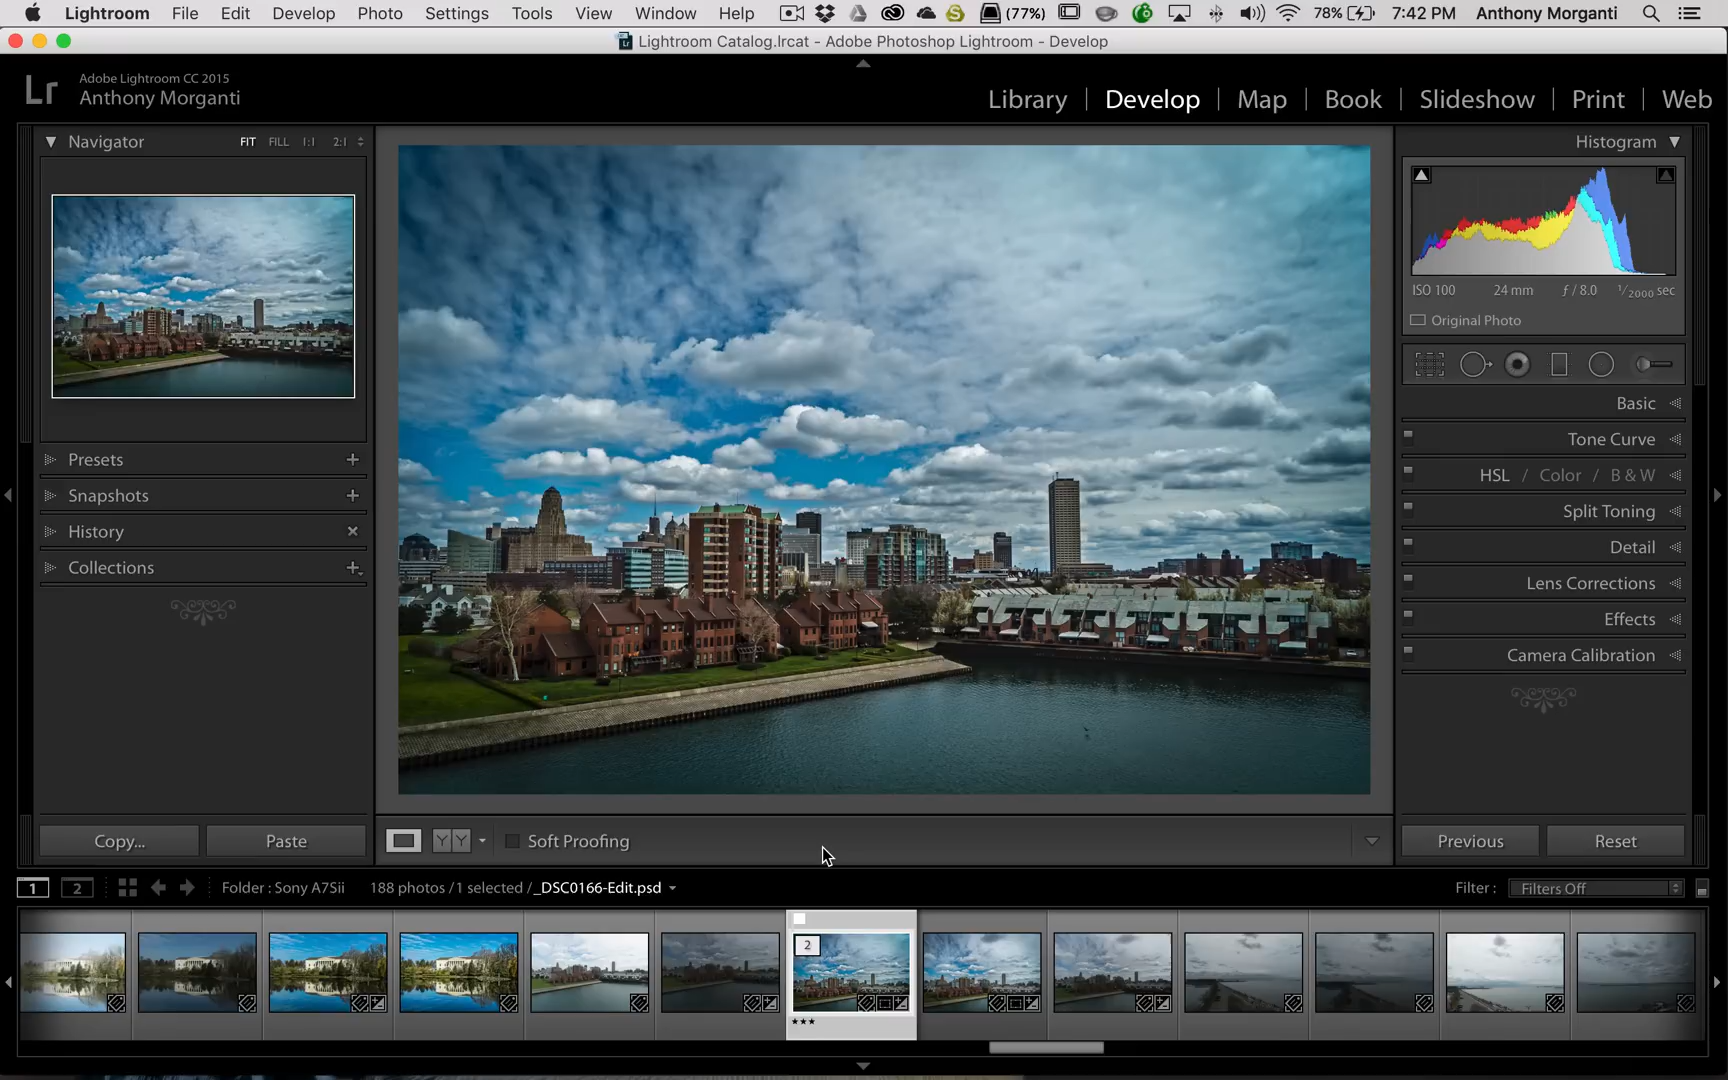 Lightroom File Edit Develop Photo Settings Tools View Window Help (77%) 78% 7:42 PM Anthony Morganti
Lightroom Catalog.lrcat - Adobe Photoshop Lightroom - Develop
Lr
Adobe Lightroom CC 2015
Anthony Morganti
Library | Develop | Map | Book | Slideshow | Print | Web
Navigator FIT FILL 1:1 2:1
Histogram
ISO 100 24 mm ƒ / 8.0 1/2000 sec
Original Photo
Basic
Tone Curve
HSL / Color / B & W
Split Toning
Detail
Lens Corrections
Effects
Camera Calibration
Presets
Snapshots
History
Collections
Copy... Paste
Y Y Soft Proofing
Previous Reset
1 2 Folder : Sony A7Sii 188 photos / 1 selected / _DSC0166-Edit.psd
Filter : Filters Off
2